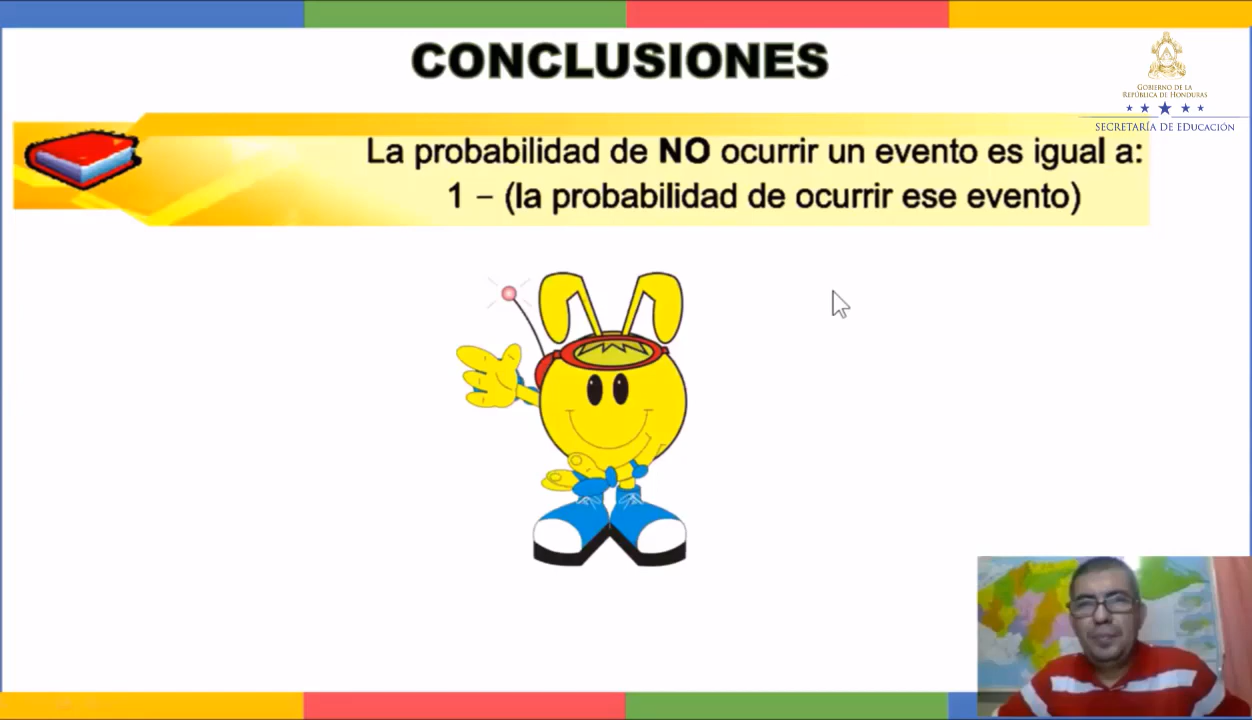 CONCLUSIONES
GOBIERNO DE LA
REPÚBLICA DE HONDURAS
SECRETARÍA DE EDUCACIÓN
La probabilidad de NO ocurrir un evento es igual a:
1 – (la probabilidad de ocurrir ese evento)